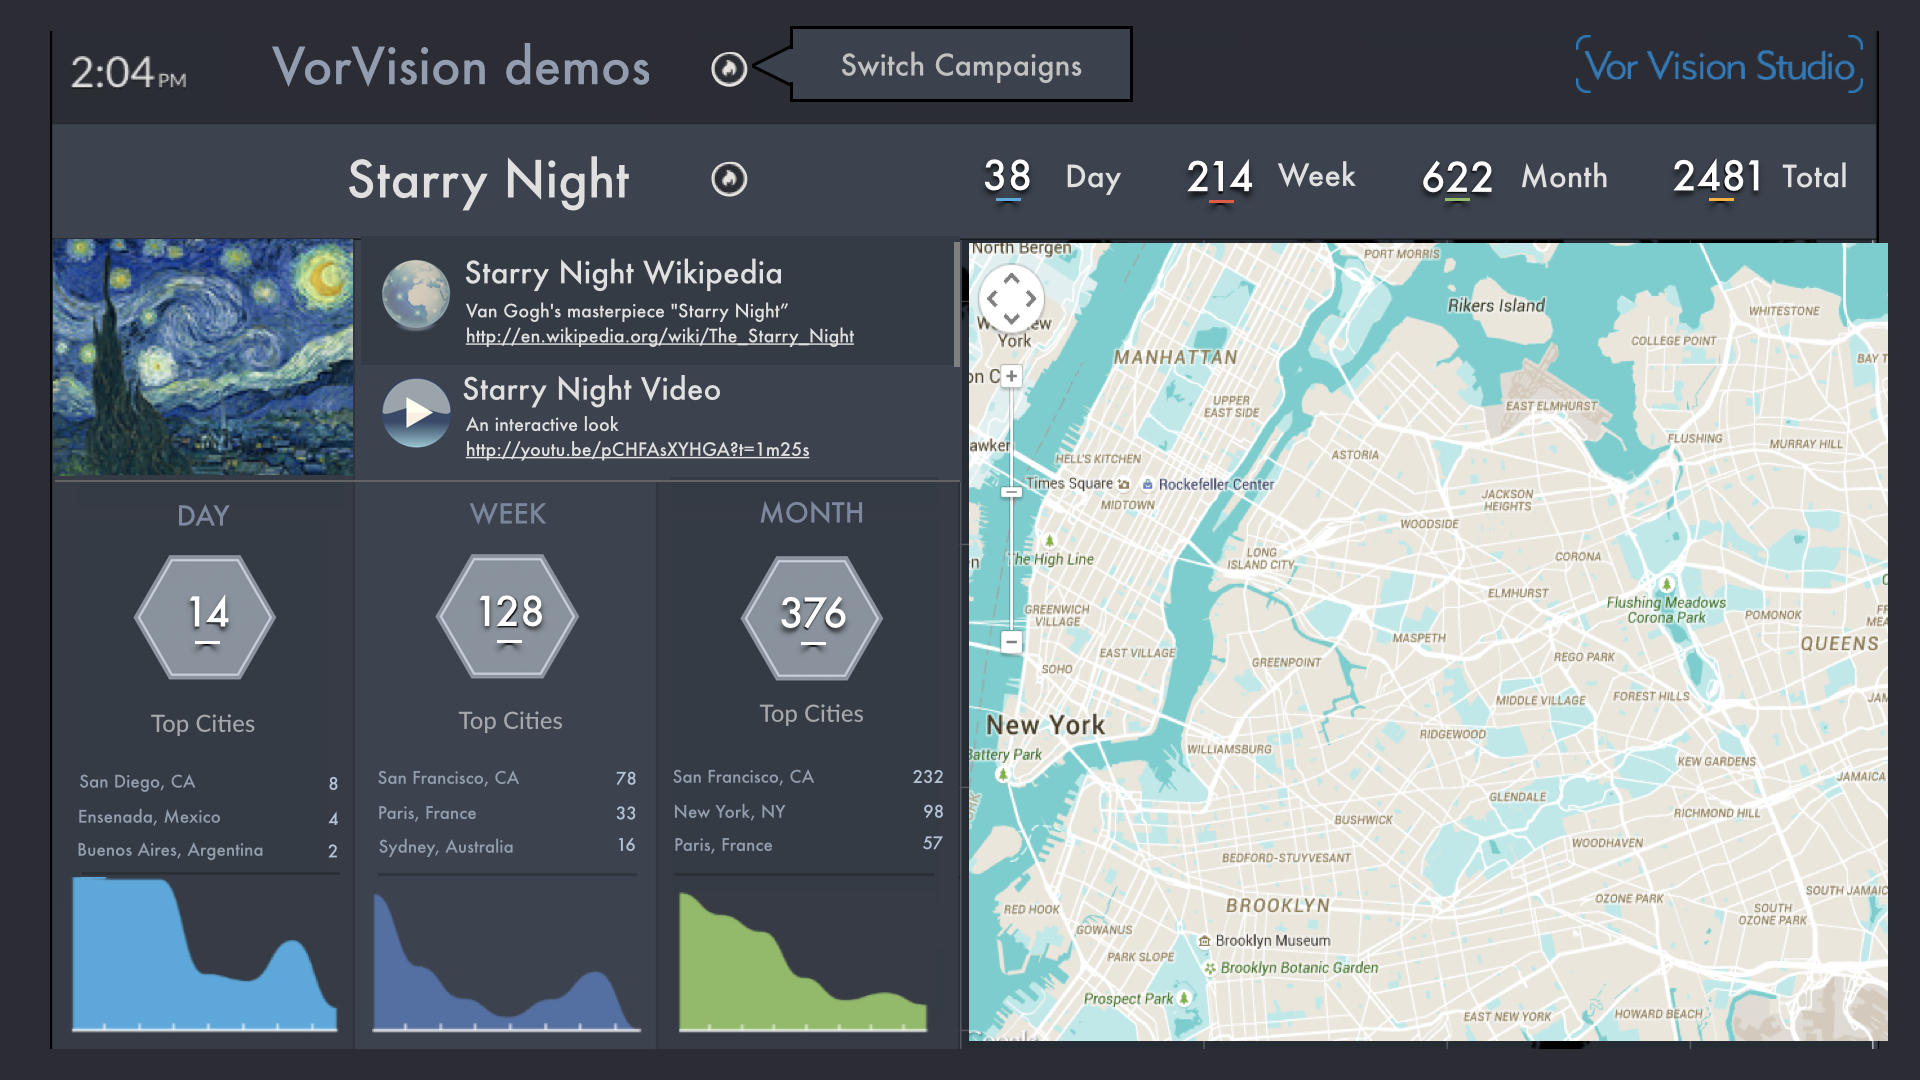 2:04 PM
VorVision demos
Switch Campaigns
Vor Vision Studio
Starry Night
38 Day
214 Week
622 Month
2481 Total
Starry Night Wikipedia
Van Gogh's masterpiece "Starry Night”
http://en.wikipedia.org/wiki/The_Starry_Night
Starry Night Video
An interactive look
http://youtu.be/pCHFAsXYHGA?t=1m25s
DAY
14
Top Cities
San Diego, CA 8
Ensenada, Mexico 4
Buenos Aires, Argentina 2
WEEK
128
Top Cities
San Francisco, CA 78
Paris, France 33
Sydney, Australia 16
MONTH
376
Top Cities
San Francisco, CA 232
New York, NY 98
Paris, France 57
North Bergen
PORT MORRIS
Rikers Island
WHITESTONE
York
COLLEGE POINT
MANHATTAN
BAY T
on C
UPPER
EAST SIDE
EAST ELMHURST
FLUSHING
MURRAY HILL
awker
HELL'S KITCHEN
ASTORIA
Times Square
Rockefeller Center
MIDTOWN
JACKSON
HEIGHTS
WOODSIDE
The High Line
LONG
ISLAND CITY
CORONA
ELMHURST
Flushing Meadows
Corona Park
GREENWICH
VILLAGE
POMONOK
MASPETH
QUEENS
EAST VILLAGE
SOHO
GREENPOINT
REGO PARK
MIDDLE VILLAGE
FOREST HILLS
JAM
New York
RIDGEWOOD
Battery Park
WILLIAMSBURG
KEW GARDENS
JAMAICA
GLENDALE
BUSHWICK
RICHMOND HILL
WOODHAVEN
BEDFORD-STUYVESANT
SOUTH JAMAIC
OZONE PARK
SOUTH
OZONE PARK
RED HOOK
BROOKLYN
GOWANUS
Brooklyn Museum
PARK SLOPE
Brooklyn Botanic Garden
Prospect Park
EAST NEW YORK
HOWARD BEACH